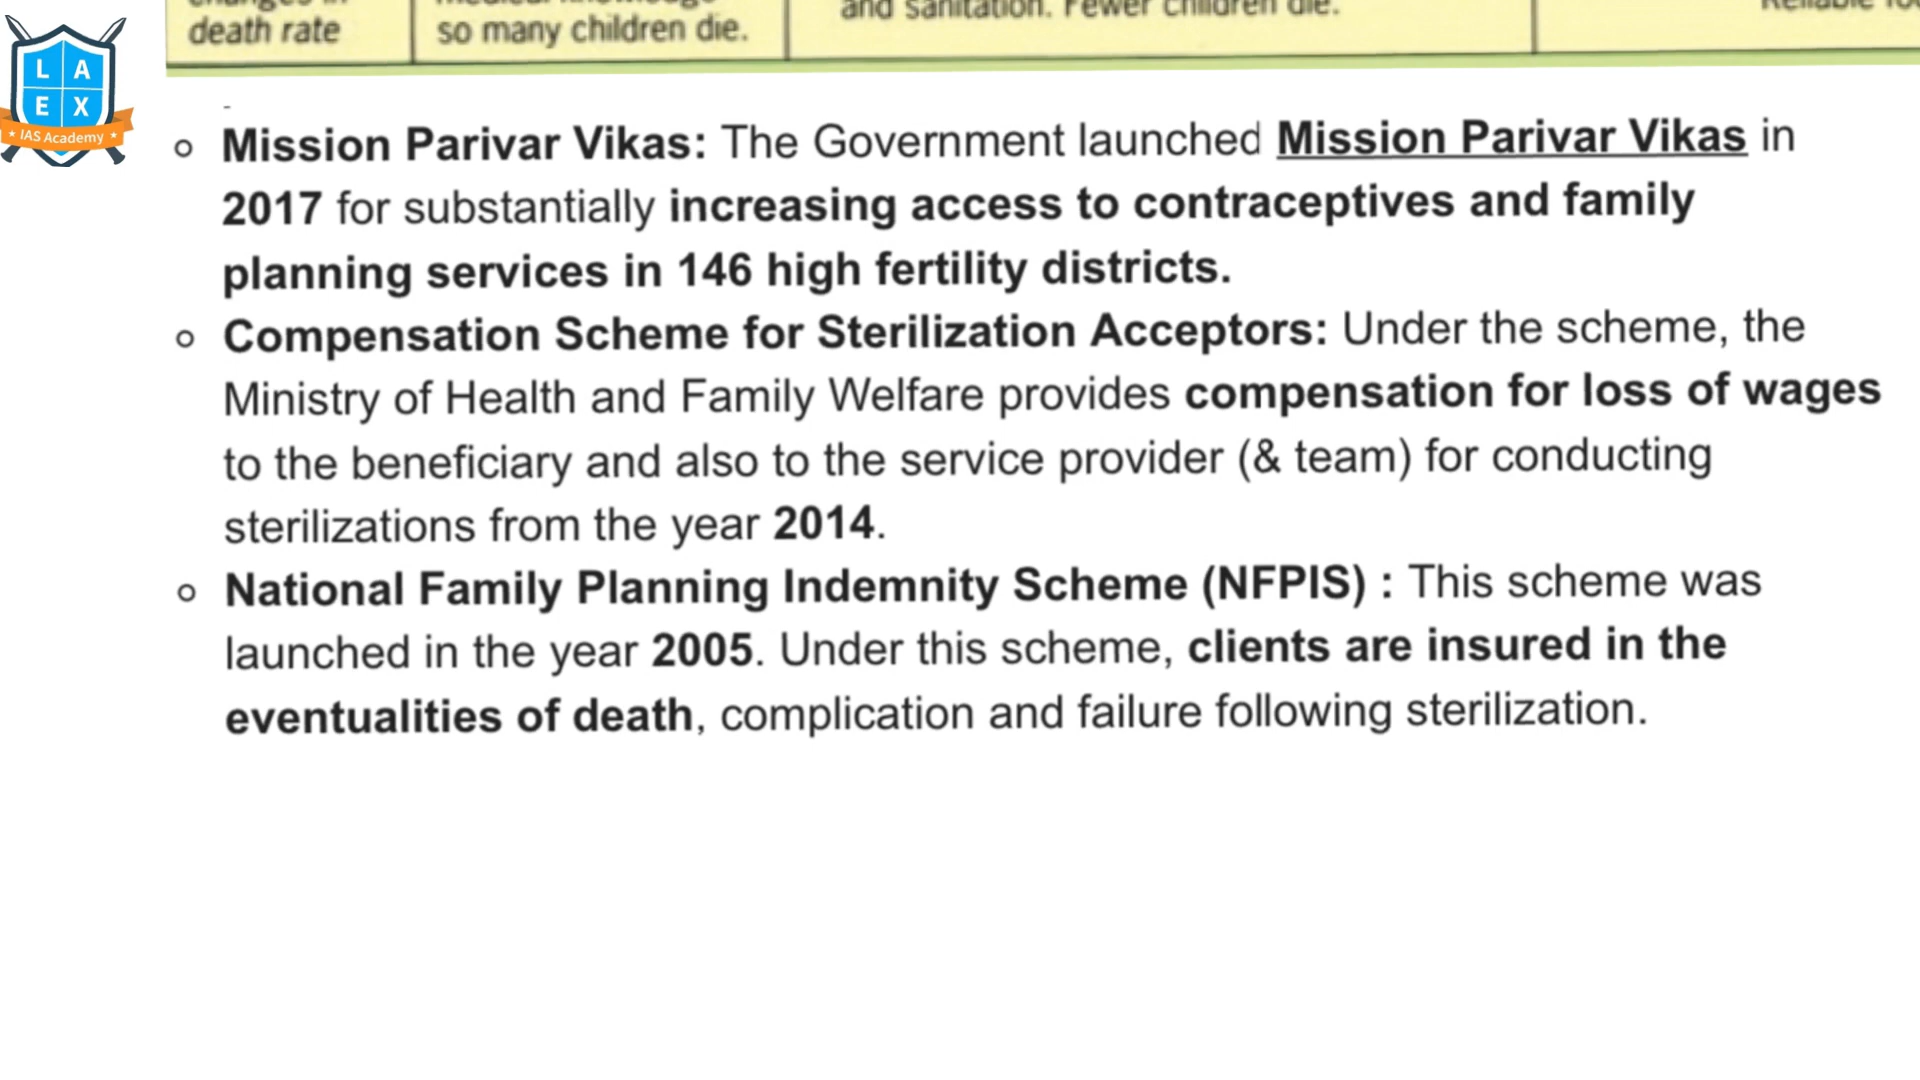 death rate
so many children die.
and sanitation. Fewer children die.
L A
E X
IAS Academy
Mission Parivar Vikas: The Government launched Mission Parivar Vikas in
2017 for substantially increasing access to contraceptives and family
planning services in 146 high fertility districts.
Compensation Scheme for Sterilization Acceptors: Under the scheme, the
Ministry of Health and Family Welfare provides compensation for loss of wages
to the beneficiary and also to the service provider (& team) for conducting
sterilizations from the year 2014.
National Family Planning Indemnity Scheme (NFPIS) : This scheme was
launched in the year 2005. Under this scheme, clients are insured in the
eventualities of death, complication and failure following sterilization.